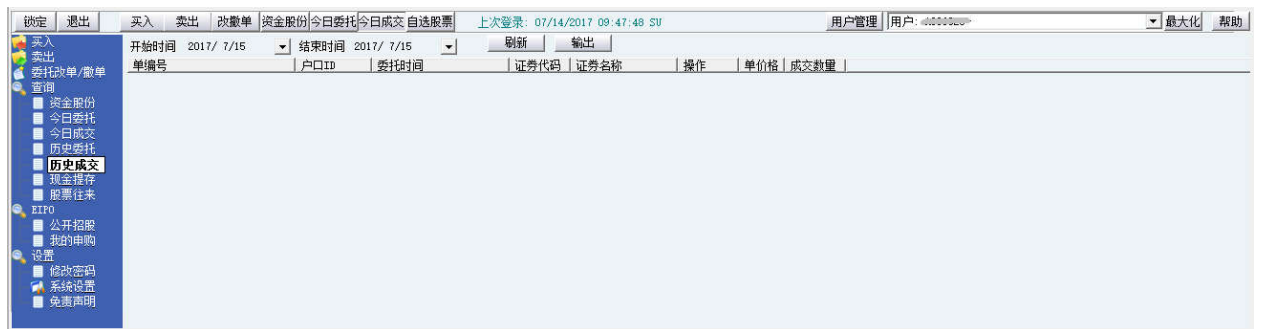 锁定 退出 买入 卖出 改撤单 资金股份 今日委托 今日成交 自选股票 上次登录: 07/14/2017 09:47:48 SU 用户管理 用户: 最大化 帮助
买入
卖出
委托改单/撤单
查询
资金股份
今日委托
今日成交
历史委托
历史成交
现金提存
股票往来
EIPO
公开招股
我的申购
设置
修改密码
系统设置
免责声明
开始时间 2017/ 7/15 结束时间 2017/ 7/15 刷新 输出
单编号 户口ID 委托时间 证券代码 证券名称 操作 单价格 成交数量